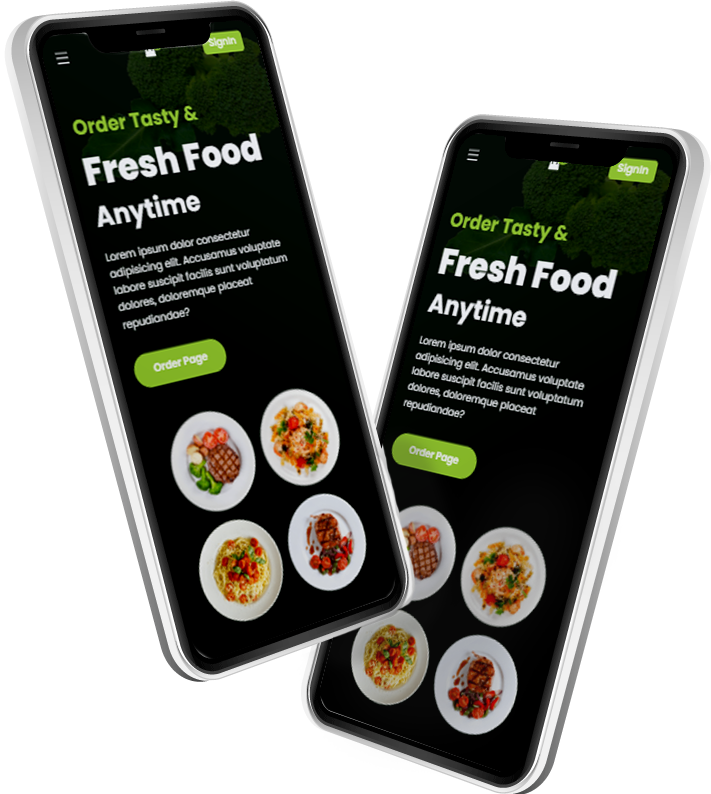 SignIn
Order Tasty &
Fresh Food
Anytime
Lorem ipsum dolor consectetur
adipisicing elit. Accusamus voluptate
labore suscipit facilis sunt voluptatum
dolores, doloremque placeat
repudiandae?
Order Page
SignIn
Order Tasty &
Fresh Food
Anytime
Lorem ipsum dolor consectetur
adipisicing elit. Accusamus voluptate
labore suscipit facilis sunt voluptatum
dolores, doloremque placeat
repudiandae?
Order Page